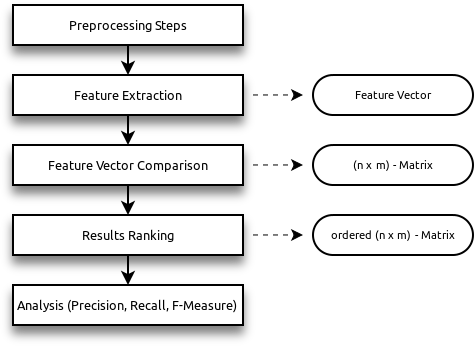 Preprocessing Steps
Feature Extraction
Feature Vector
Feature Vector Comparison
(n x m) - Matrix
Results Ranking
ordered (n x m) - Matrix
Analysis (Precision, Recall, F-Measure)